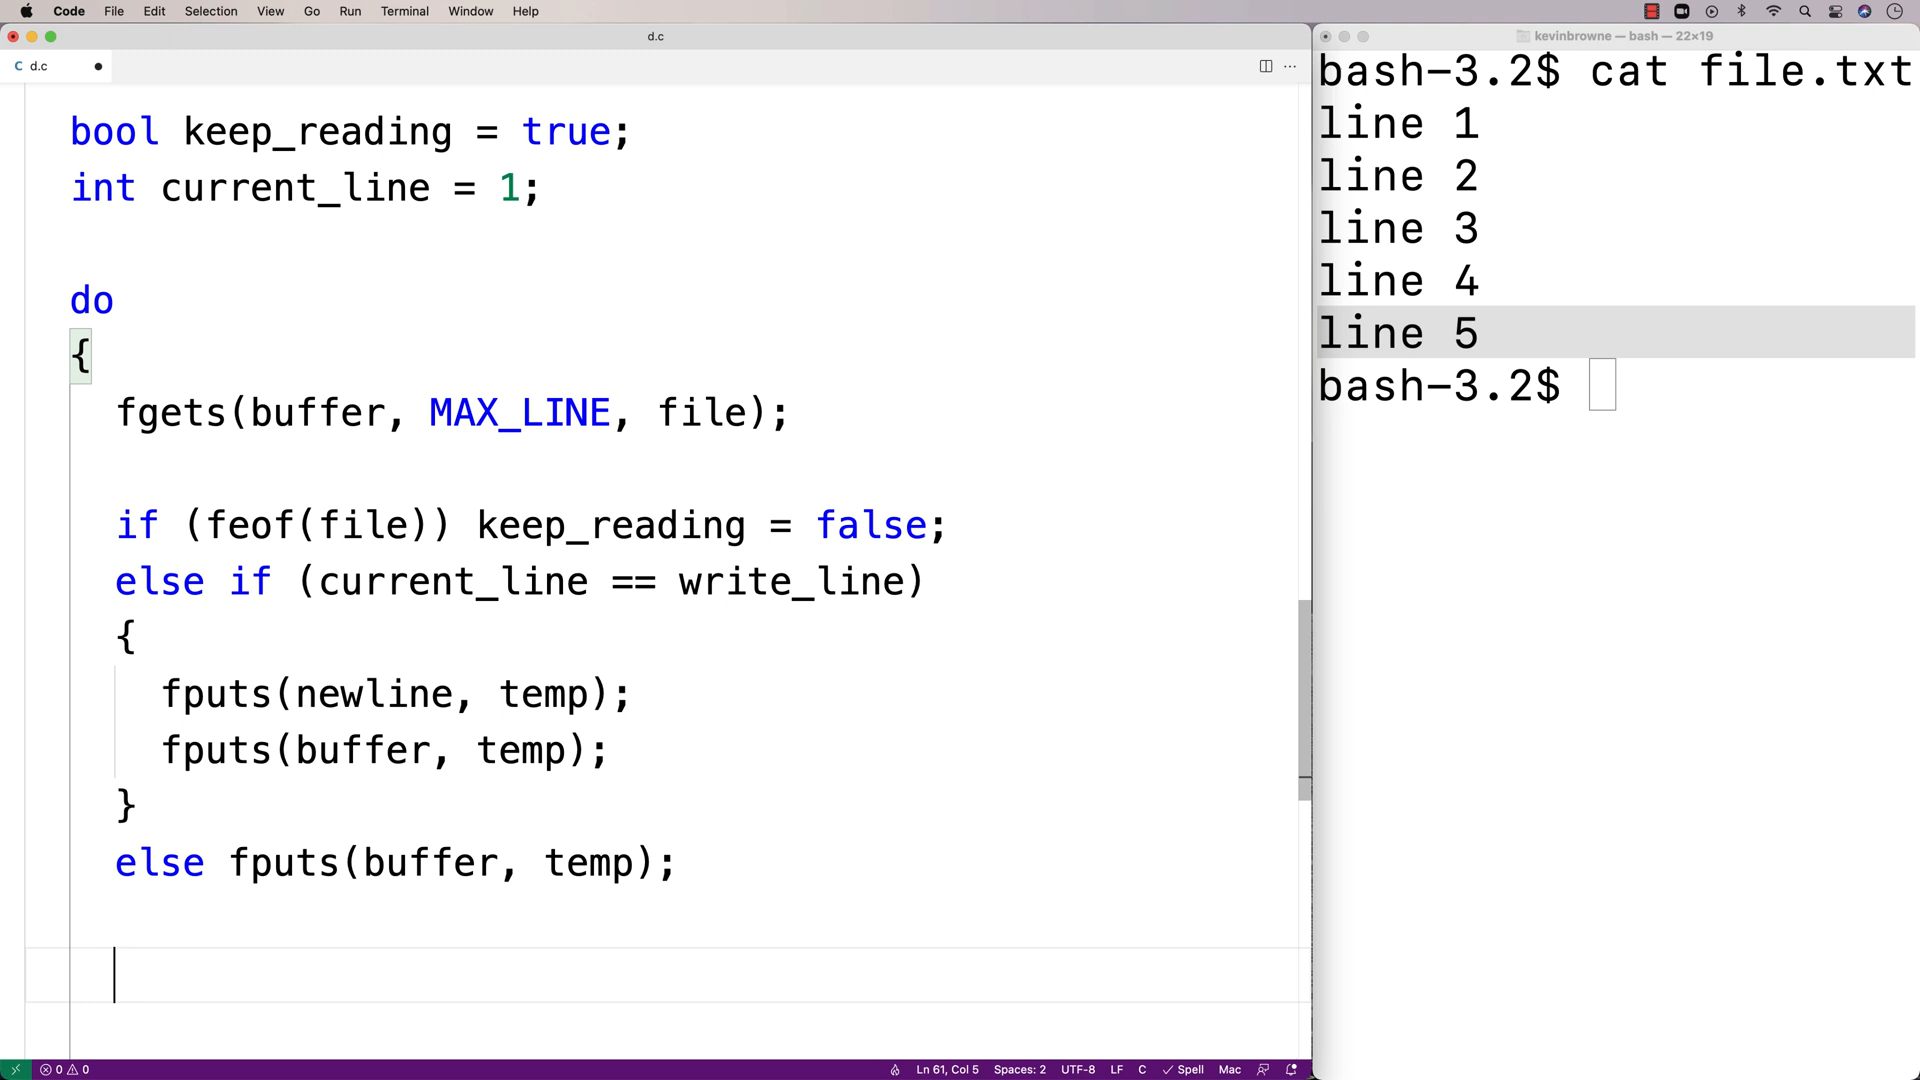 Code File Edit Selection View Go Run Terminal Window Help
d.c
C d.c
bool keep_reading = true;
int current_line = 1;
do
{
fgets(buffer, MAX_LINE, file);
if (feof(file)) keep_reading = false;
else if (current_line == write_line)
{
fputs(newline, temp);
fputs(buffer, temp);
}
else fputs(buffer, temp);
0 0 Ln 61, Col 5 Spaces: 2 UTF-8 LF C Spell Mac
kevinbrowne — bash — 22×19
bash-3.2$ cat file.txt
line 1
line 2
line 3
line 4
line 5
bash-3.2$